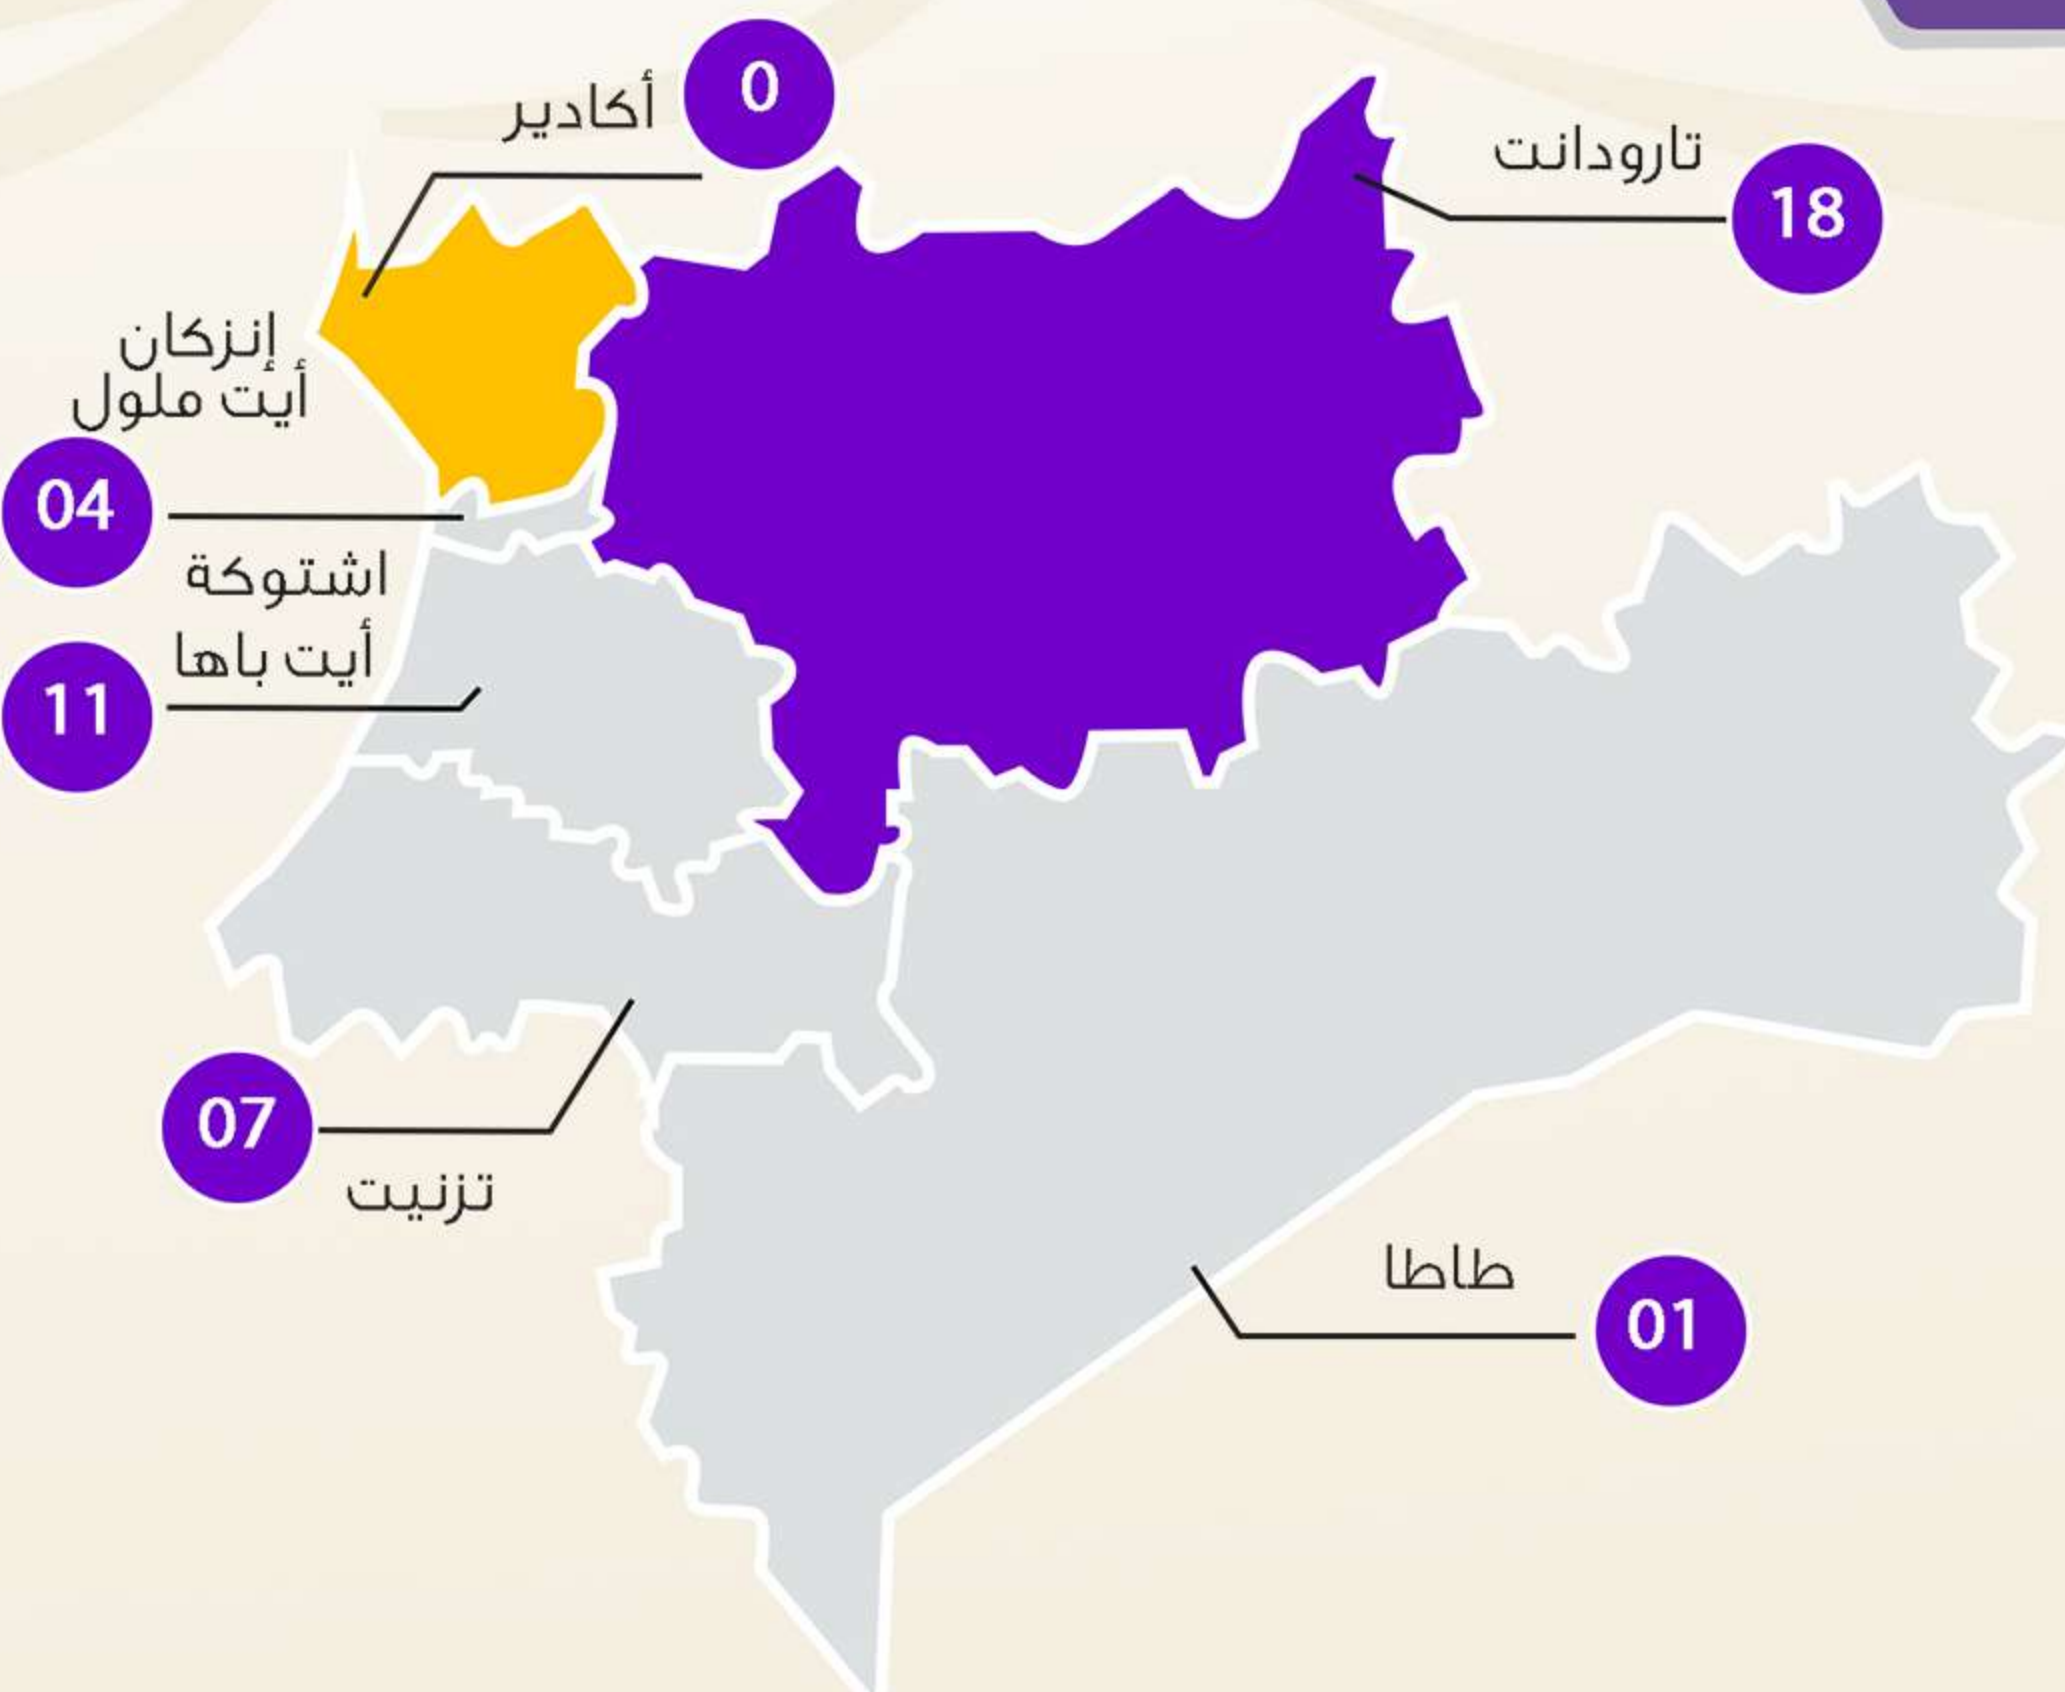 أكادير
0
تارودانت
18
إنزكان
أيت ملول
04
اشتوكة
أيت باها
11
07
تزنيت
طاطا
01